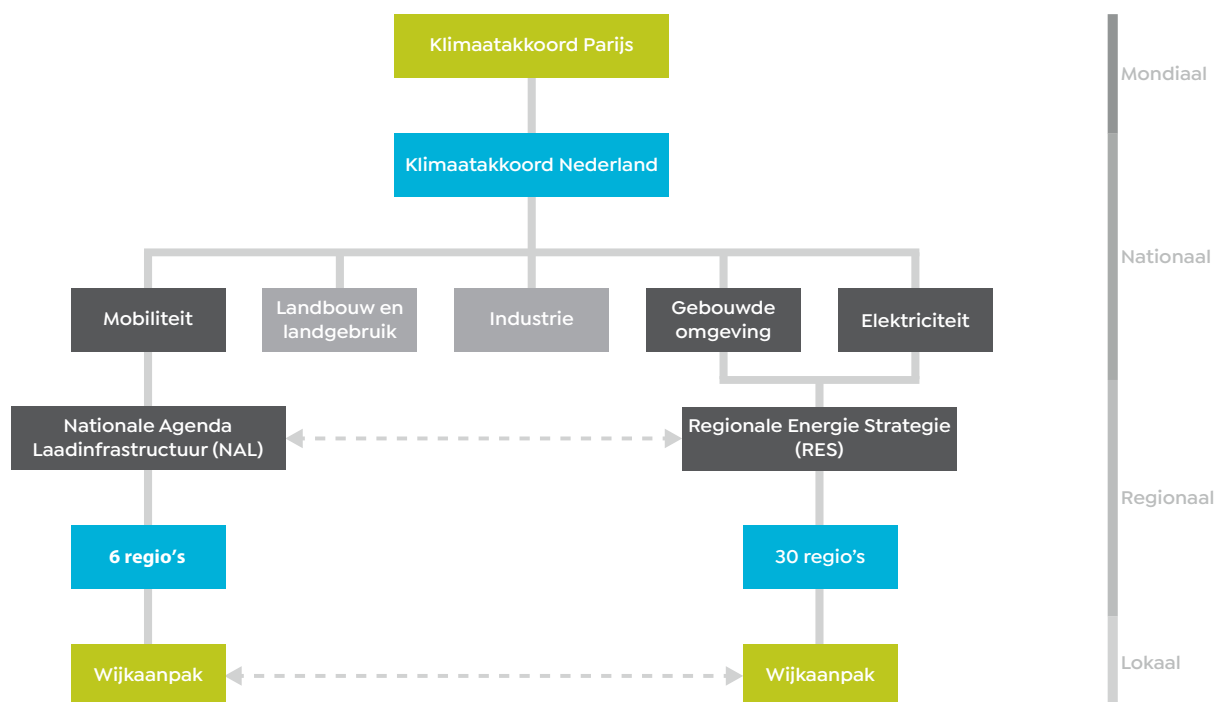 Klimaatakkoord Parijs
Mondiaal
Klimaatakkoord Nederland
Nationaal
Mobiliteit
Landbouw en
landgebruik
Industrie
Gebouwde
omgeving
Elektriciteit
Nationale Agenda
Laadinfrastructuur (NAL)
Regionale Energie Strategie
(RES)
Regionaal
6 regio's
30 regio's
Wijkaanpak
Wijkaanpak
Lokaal